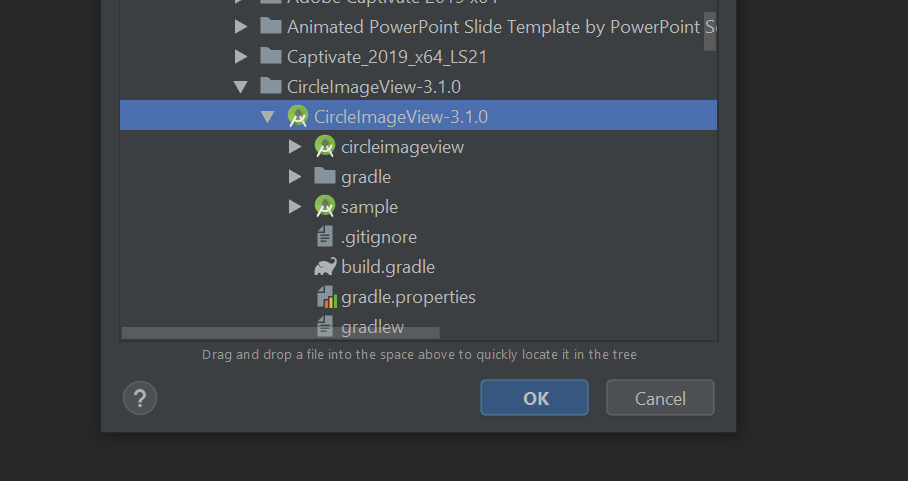 Adobe Captivate 2019 x64
Animated PowerPoint Slide Template by PowerPoint S
Captivate_2019_x64_LS21
CircleImageView-3.1.0
CircleImageView-3.1.0
circleimageview
gradle
sample
.gitignore
build.gradle
gradle.properties
gradlew
Drag and drop a file into the space above to quickly locate it in the tree
?
OK
Cancel